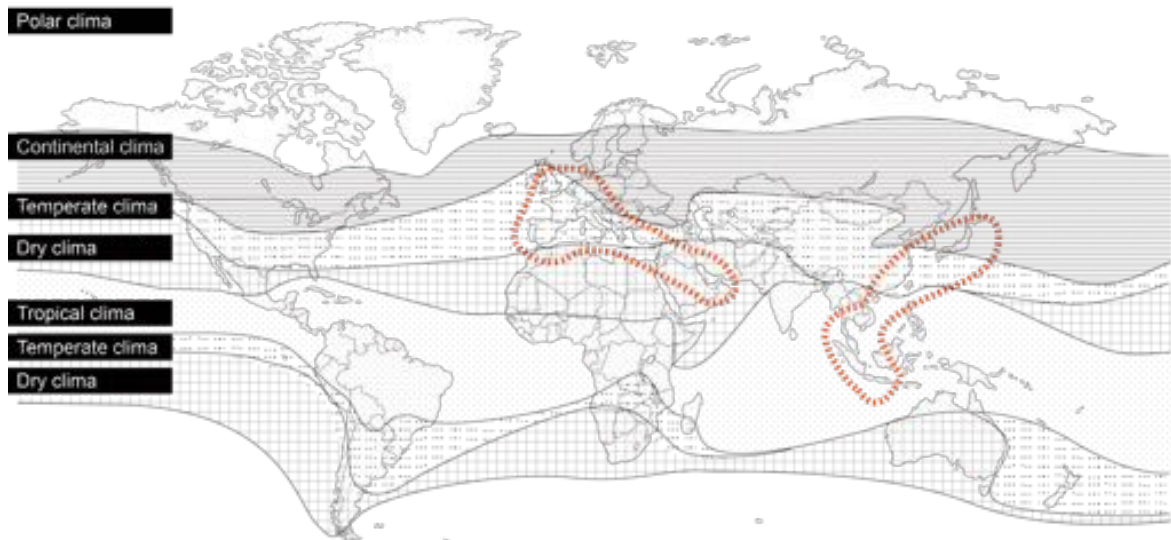 Polar clima
Continental clima
Temperate clima
Dry clima
Tropical clima
Temperate clima
Dry clima